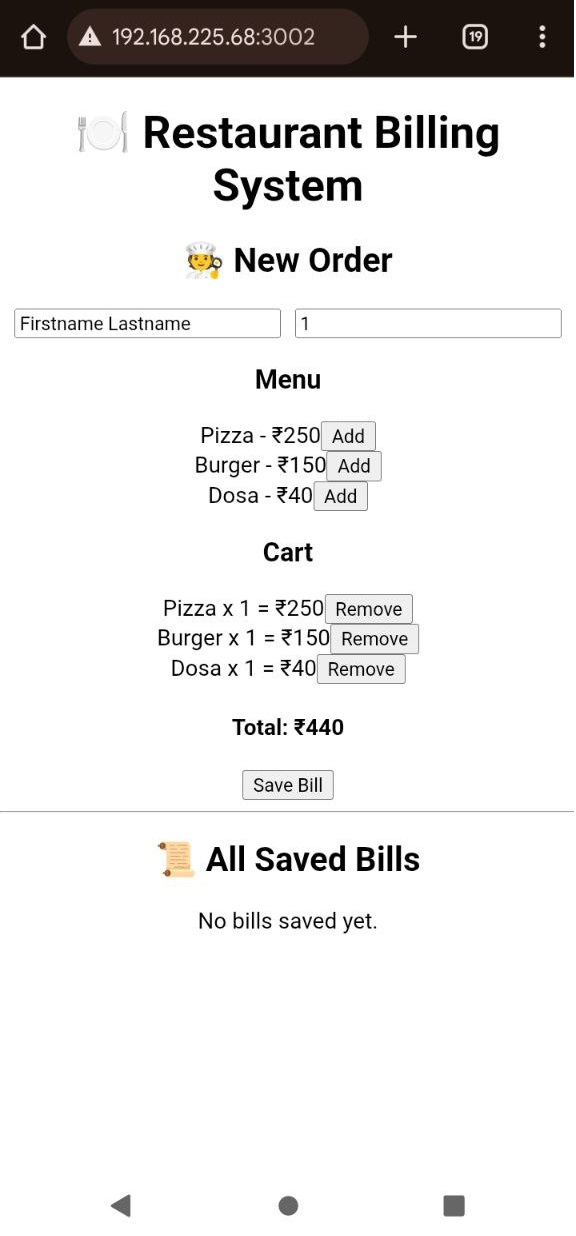 192.168.225.68:3002
19
🍽️ Restaurant Billing
System
🧑‍🍳 New Order
Firstname Lastname 1
Menu
Pizza - ₹250 Add
Burger - ₹150 Add
Dosa - ₹40 Add
Cart
Pizza x 1 = ₹250 Remove
Burger x 1 = ₹150 Remove
Dosa x 1 = ₹40 Remove
Total: ₹440
Save Bill
📜 All Saved Bills
No bills saved yet.